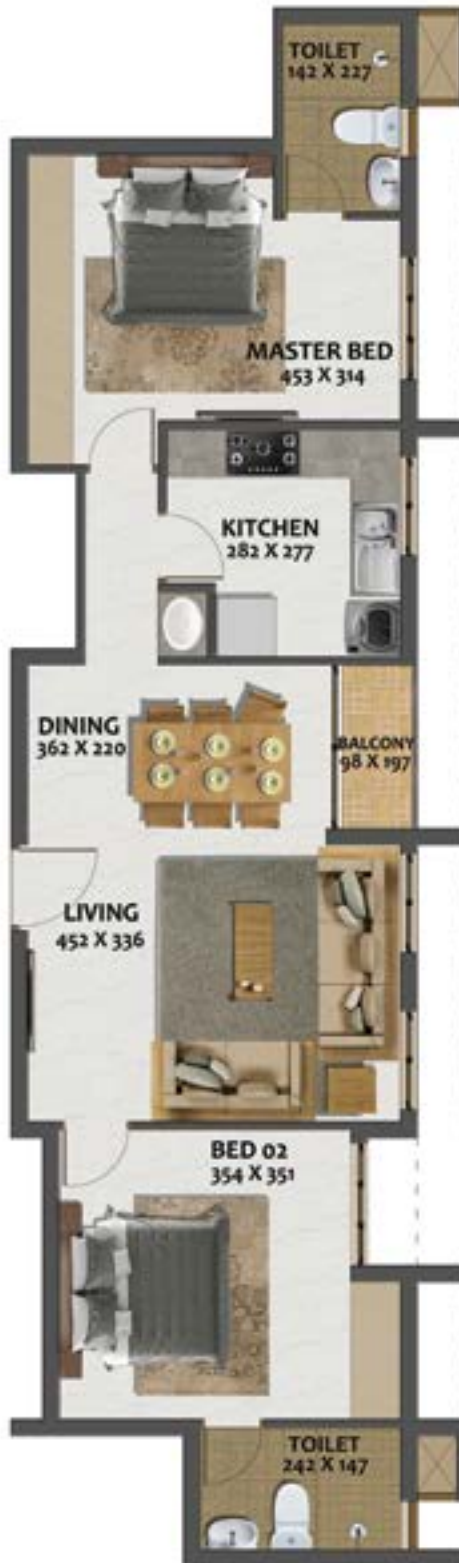 TOILET
142 X 227
MASTER BED
453 X 314
KITCHEN
282 X 277
DINING
362 X 220
BALCONY
98 X 197
LIVING
452 X 336
BED 02
354 X 351
TOILET
242 X 147